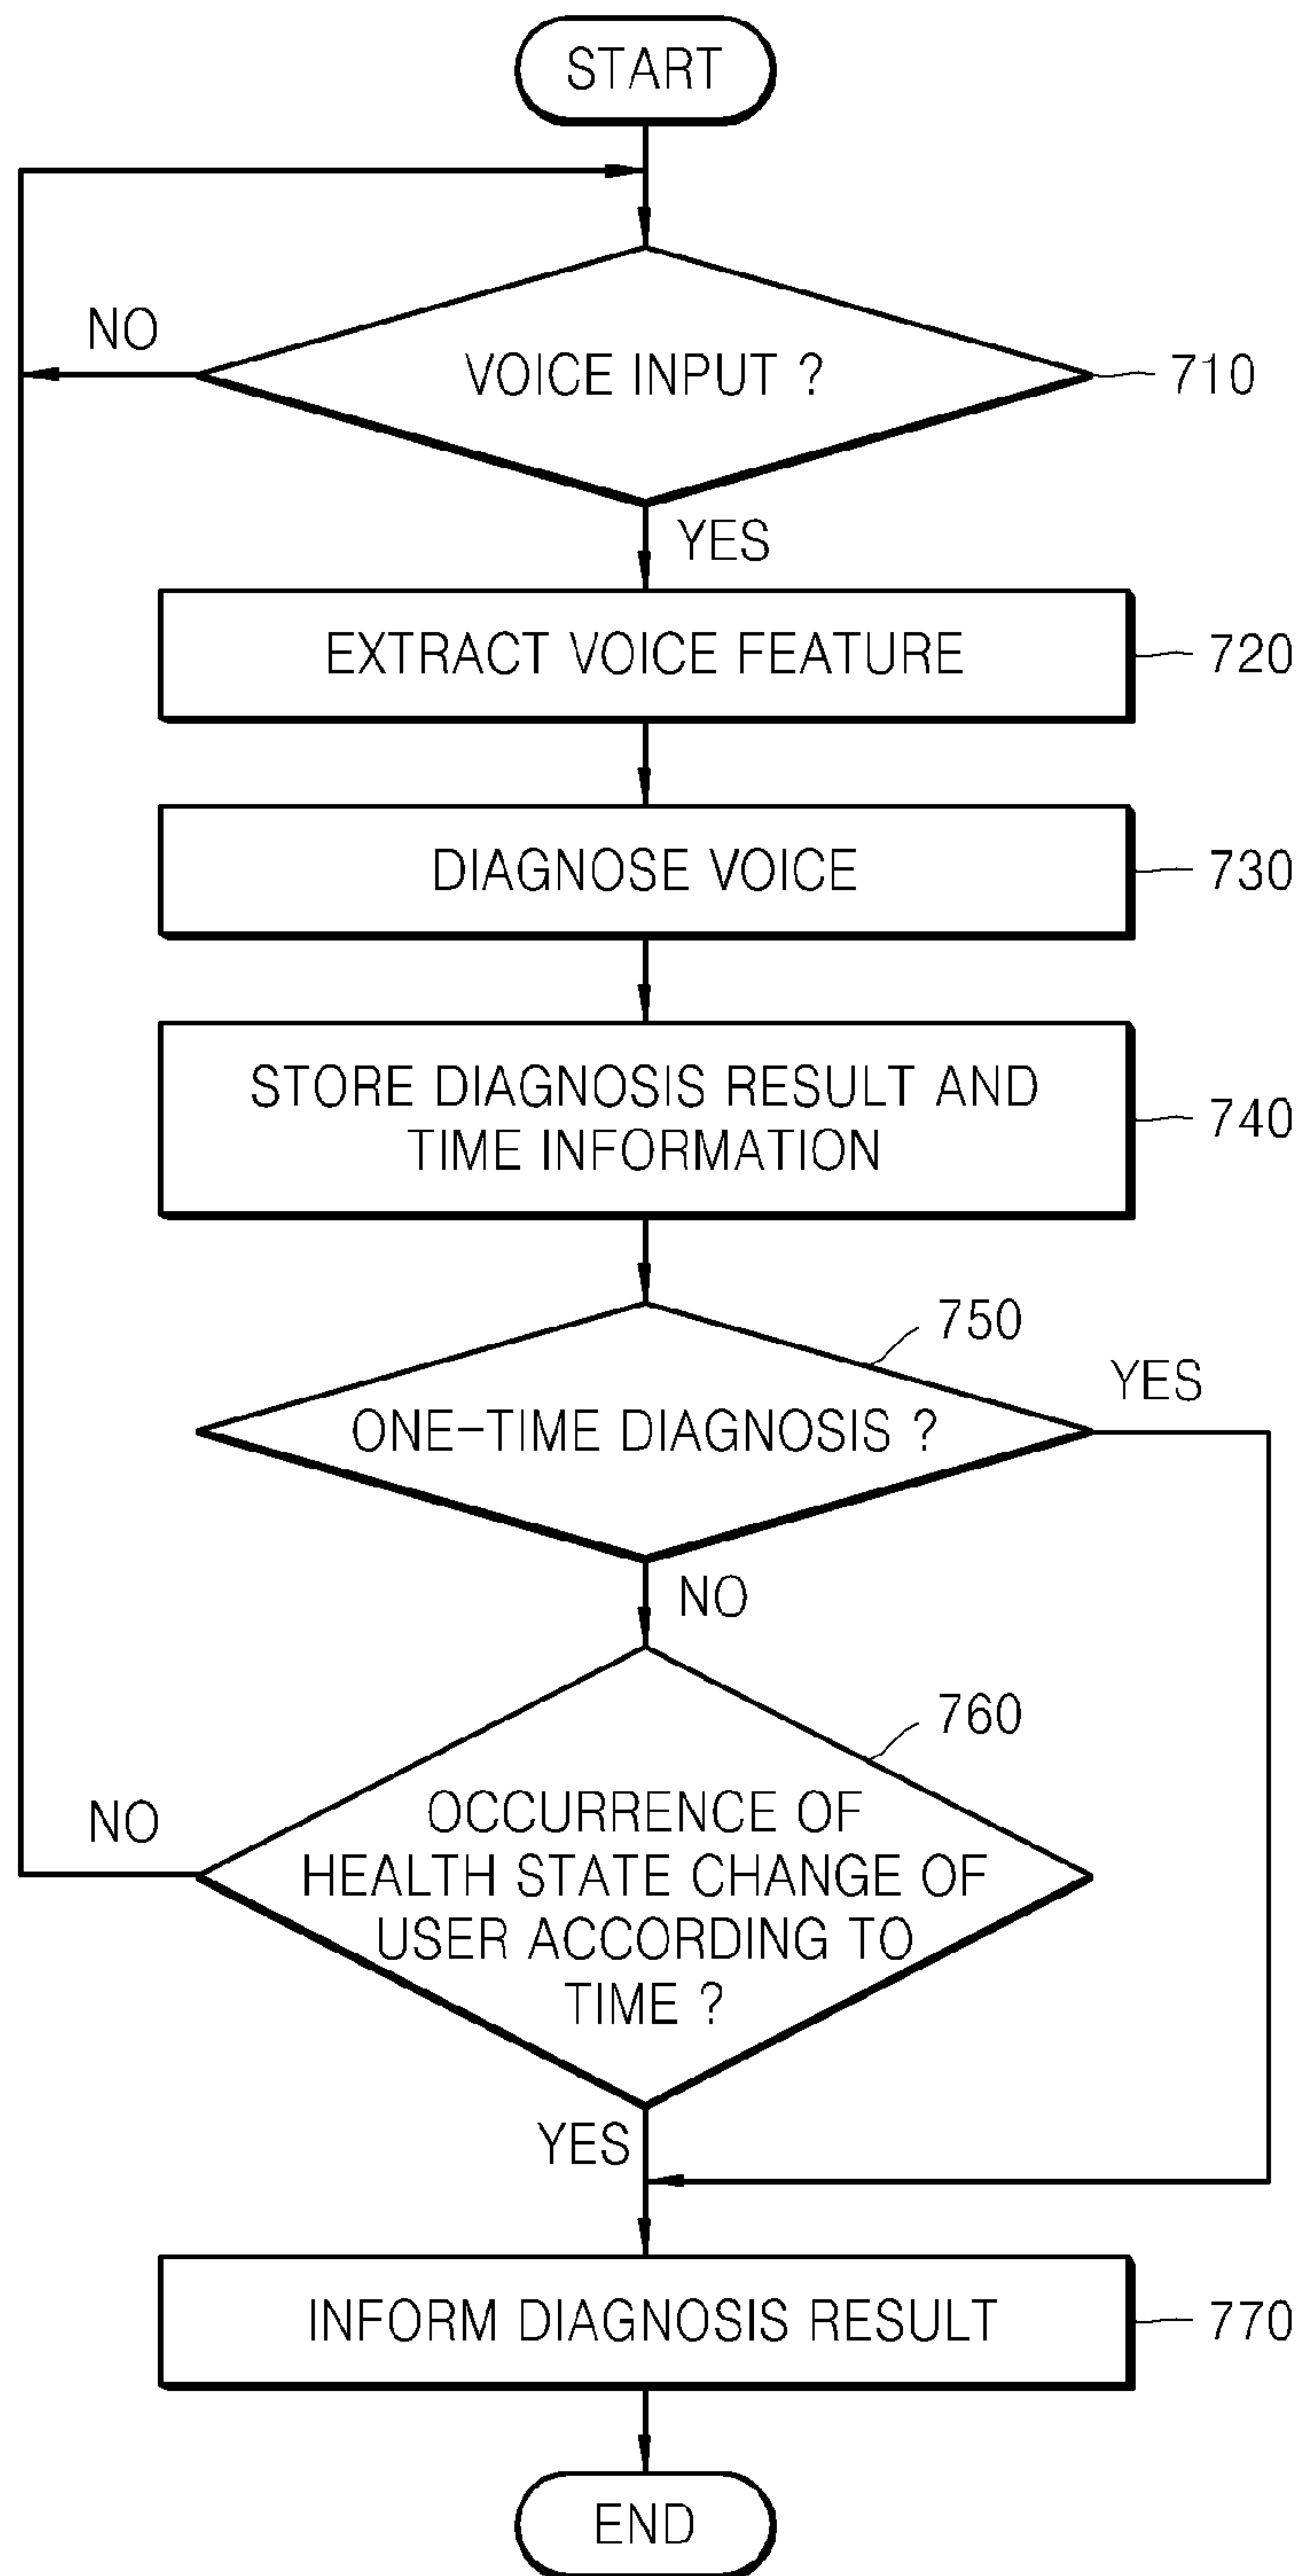 START
NO
VOICE INPUT ?
710
YES
EXTRACT VOICE FEATURE
720
DIAGNOSE VOICE
730
STORE DIAGNOSIS RESULT AND
TIME INFORMATION
740
750
YES
ONE-TIME DIAGNOSIS ?
NO
760
NO
OCCURRENCE OF
HEALTH STATE CHANGE OF
USER ACCORDING TO
TIME ?
YES
INFORM DIAGNOSIS RESULT
770
END